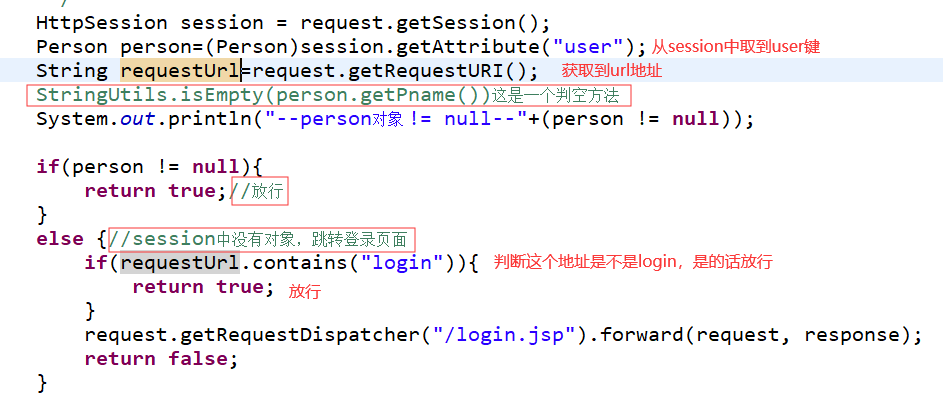 */
HttpSession session = request.getSession();
Person person=(Person)session.getAttribute("user"); 从session中取到user键
String requestUrl=request.getRequestURI(); 获取到url地址
StringUtils.isEmpty(person.getPname())这是一个判空方法
System.out.println("--person对象 != null--"+(person != null));
if(person != null){
return true;//放行
}
else {//session中没有对象，跳转登录页面
if(requestUrl.contains("login")){ 判断这个地址是不是login，是的话放行
return true; 放行
}
request.getRequestDispatcher("/login.jsp").forward(request, response);
return false;
}